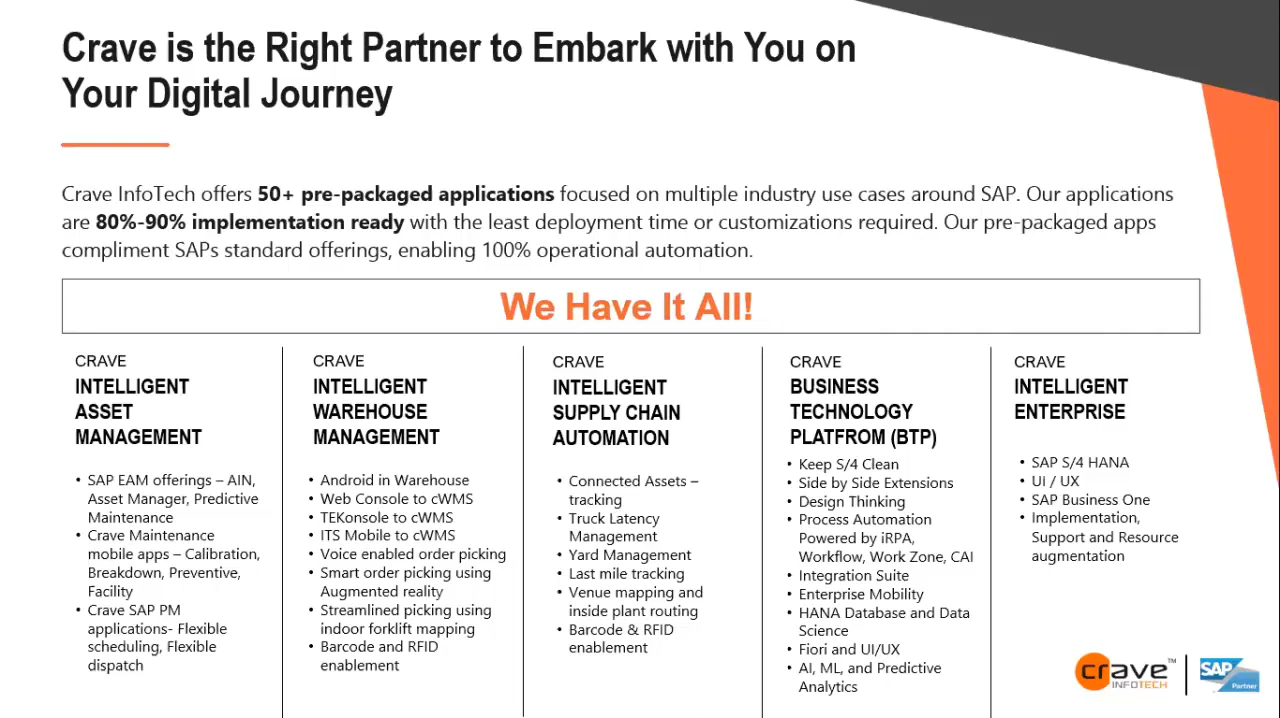 Crave is the Right Partner to Embark with You on
Your Digital Journey
Crave InfoTech offers 50+ pre-packaged applications focused on multiple industry use cases around SAP. Our applications
are 80%-90% implementation ready with the least deployment time or customizations required. Our pre-packaged apps
compliment SAPs standard offerings, enabling 100% operational automation.
We Have It All!
CRAVE
INTELLIGENT
ASSET
MANAGEMENT
• SAP EAM offerings – AIN,
Asset Manager, Predictive
Maintenance
• Crave Maintenance
mobile apps – Calibration,
Breakdown, Preventive,
Facility
• Crave SAP PM
applications- Flexible
scheduling, Flexible
dispatch
CRAVE
INTELLIGENT
WAREHOUSE
MANAGEMENT
• Android in Warehouse
• Web Console to cWMS
• TEKonsole to cWMS
• ITS Mobile to cWMS
• Voice enabled order picking
• Smart order picking using
Augmented reality
• Streamlined picking using
indoor forklift mapping
• Barcode and RFID
enablement
CRAVE
INTELLIGENT
SUPPLY CHAIN
AUTOMATION
• Connected Assets –
tracking
• Truck Latency
Management
• Yard Management
• Last mile tracking
• Venue mapping and
inside plant routing
• Barcode & RFID
enablement
CRAVE
BUSINESS
TECHNOLOGY
PLATFROM (BTP)
• Keep S/4 Clean
• Side by Side Extensions
• Design Thinking
• Process Automation
Powered by iRPA,
Workflow, Work Zone, CAI
• Integration Suite
• Enterprise Mobility
• HANA Database and Data
Science
• Fiori and UI/UX
• AI, ML, and Predictive
Analytics
CRAVE
INTELLIGENT
ENTERPRISE
• SAP S/4 HANA
• UI / UX
• SAP Business One
• Implementation,
Support and Resource
augmentation
crave™
INFOTECH
SAP
Partner